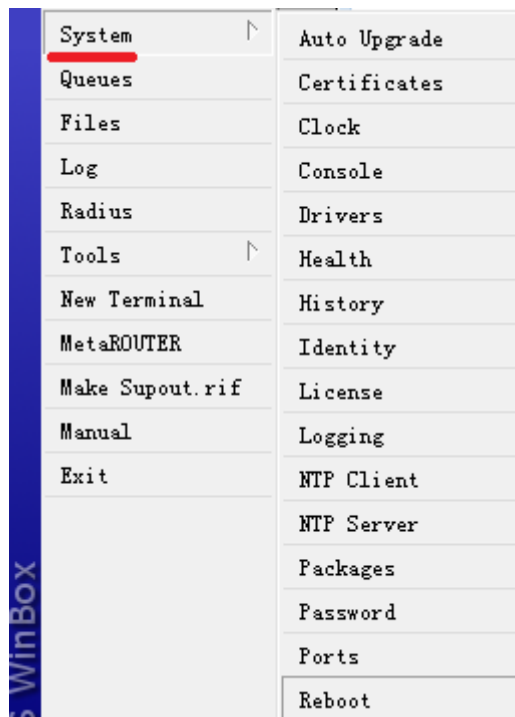 System
Queues
Files
Log
Radius
Tools
New Terminal
MetaROUTER
Make Supout.rif
Manual
Exit
Auto Upgrade
Certificates
Clock
Console
Drivers
Health
History
Identity
License
Logging
NTP Client
NTP Server
Packages
Password
Ports
Reboot
WinBox